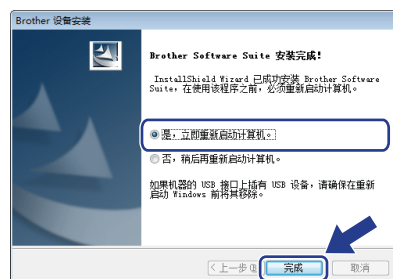 Brother 设备安装
Brother Software Suite 安装完成!
InstallShield Wizard 已成功安装 Brother Software
Suite，在使用该程序之前，必须重新启动计算机。
是，立即重新启动计算机。
否，稍后再重新启动计算机。
如果机器的 USB 接口上插有 USB 设备，请确保在重新
启动 Windows 前将其移除。
<上一步 完成 取消